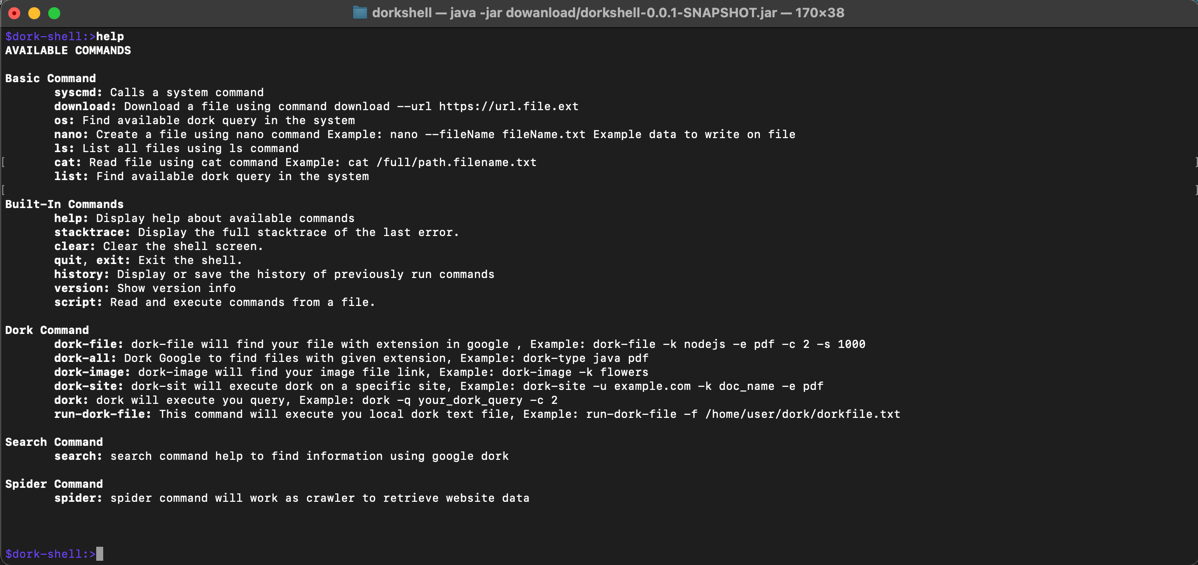 dorkshell — java -jar dowanload/dorkshell-0.0.1-SNAPSHOT.jar — 170×38
$dork-shell:>help
AVAILABLE COMMANDS
Basic Command
syscmd: Calls a system command
download: Download a file using command download --url https://url.file.ext
os: Find available dork query in the system
nano: Create a file using nano command Example: nano --fileName fileName.txt Example data to write on file
ls: List all files using ls command
[ cat: Read file using cat command Example: cat /full/path.filename.txt ]
list: Find available dork query in the system
[ ]
Built-In Commands
help: Display help about available commands
stacktrace: Display the full stacktrace of the last error.
clear: Clear the shell screen.
quit, exit: Exit the shell.
history: Display or save the history of previously run commands
version: Show version info
script: Read and execute commands from a file.
Dork Command
dork-file: dork-file will find your file with extension in google , Example: dork-file -k nodejs -e pdf -c 2 -s 1000
dork-all: Dork Google to find files with given extension, Example: dork-type java pdf
dork-image: dork-image will find your image file link, Example: dork-image -k flowers
dork-site: dork-sit will execute dork on a specific site, Example: dork-site -u example.com -k doc_name -e pdf
dork: dork will execute you query, Example: dork -q your_dork_query -c 2
run-dork-file: This command will execute you local dork text file, Example: run-dork-file -f /home/user/dork/dorkfile.txt
Search Command
search: search command help to find information using google dork
Spider Command
spider: spider command will work as crawler to retrieve website data
$dork-shell:>